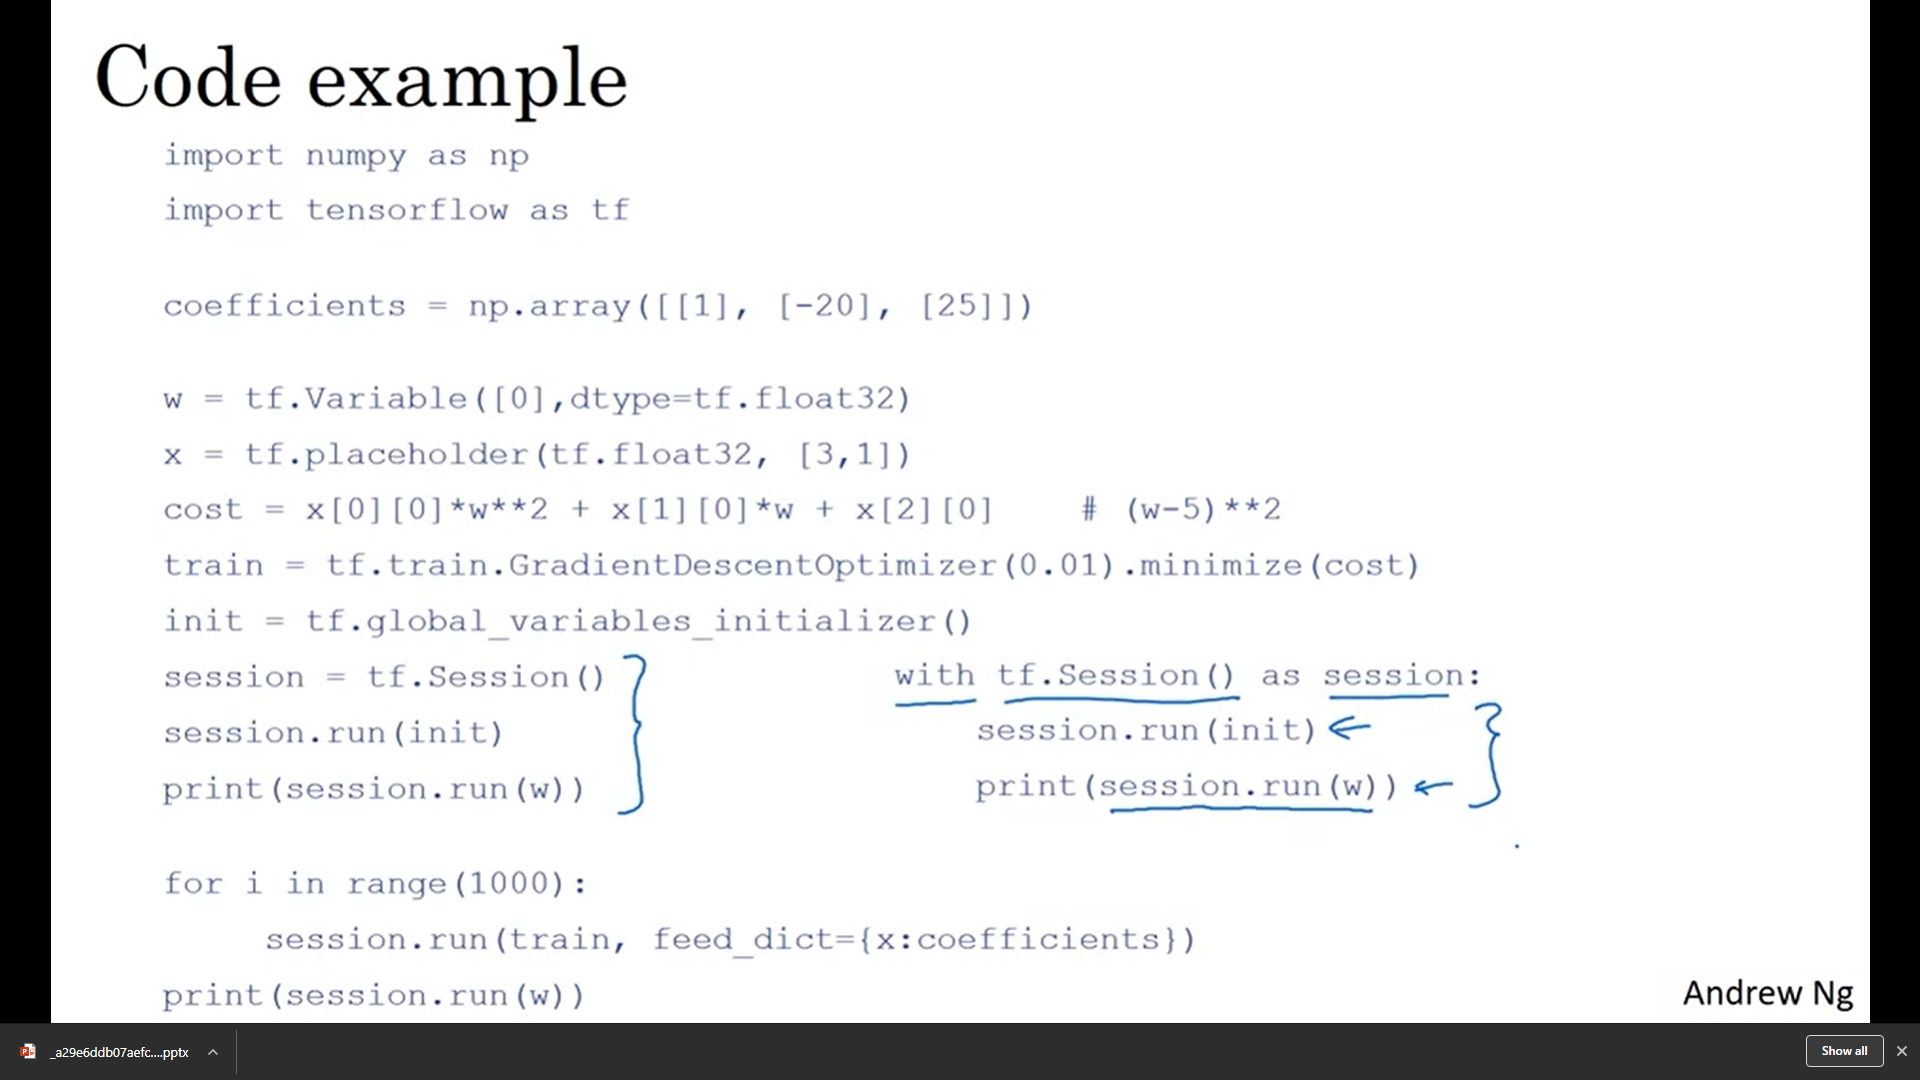 Code example
import numpy as np
import tensorflow as tf
coefficients = np.array([[1], [-20], [25]])
w = tf.Variable([0],dtype=tf.float32)
x = tf.placeholder(tf.float32, [3,1])
cost = x[0][0]*w**2 + x[1][0]*w + x[2][0]    # (w-5)**2
train = tf.train.GradientDescentOptimizer(0.01).minimize(cost)
init = tf.global_variables_initializer()
session = tf.Session()
session.run(init)
print(session.run(w))
with tf.Session() as session:
session.run(init)
print(session.run(w))
for i in range(1000):
session.run(train, feed_dict={x:coefficients})
print(session.run(w))
Andrew Ng
_a29e6ddb07aefc....pptx
Show all